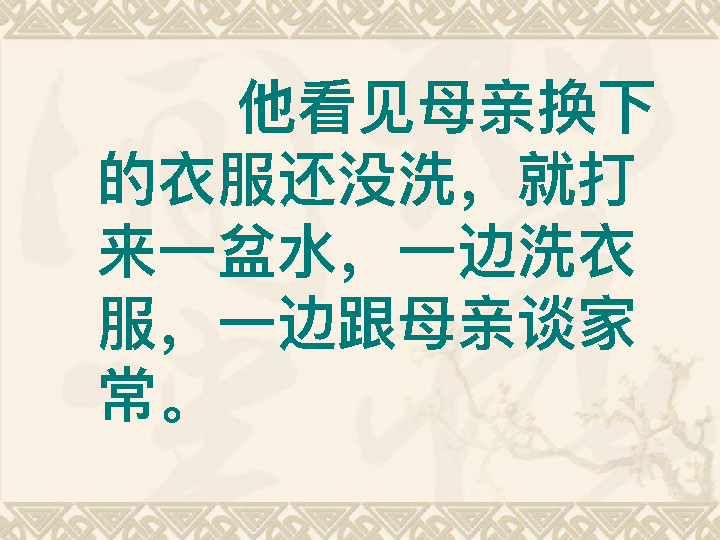 他看见母亲换下
的衣服还没洗，就打
来一盆水，一边洗衣
服，一边跟母亲谈家
常。